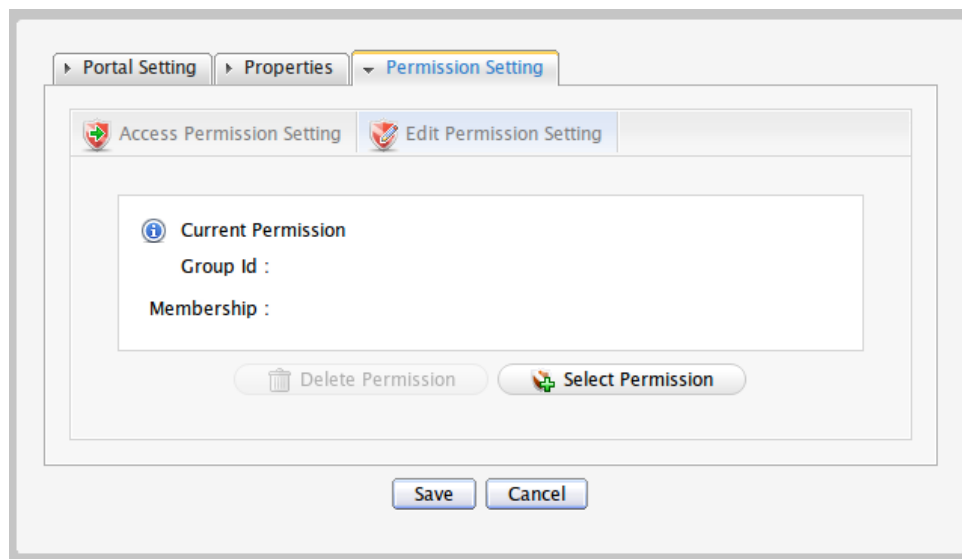 Portal Setting Properties Permission Setting
Access Permission Setting Edit Permission Setting
Current Permission
Group Id :
Membership :
Delete Permission Select Permission
Save Cancel